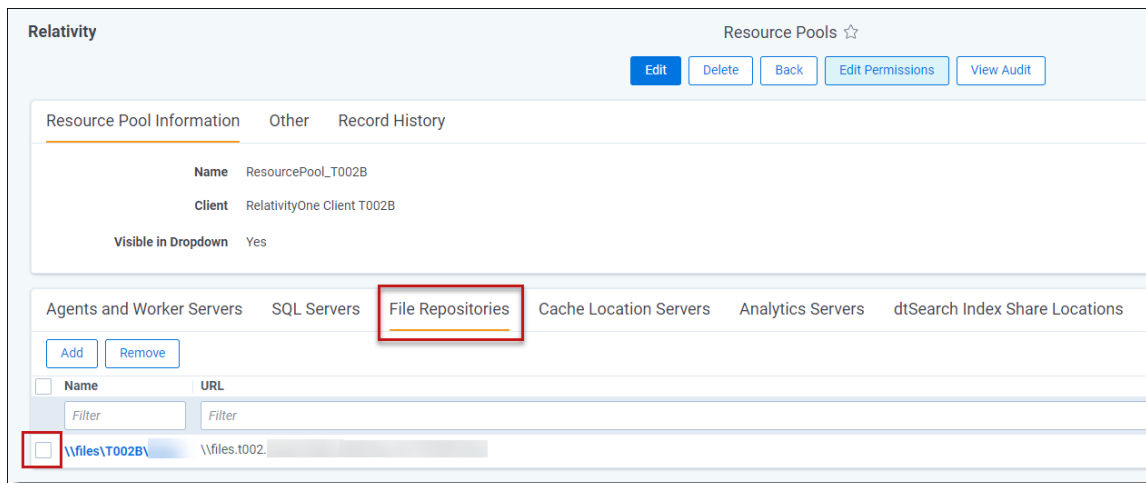 Relativity
Resource Pools
Edit Delete Back Edit Permissions View Audit
Resource Pool Information Other Record History
Name ResourcePool_T002B
Client RelativityOne Client T002B
Visible in Dropdown Yes
Agents and Worker Servers SQL Servers File Repositories Cache Location Servers Analytics Servers dtSearch Index Share Locations
Add Remove
Name URL
Filter Filter
\\files\T002B\ \\files.t002.